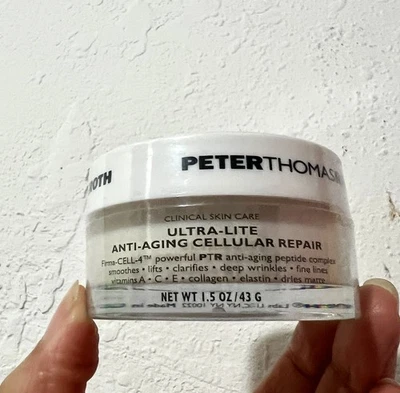 ROTH PETERTHOMAS
CLINICAL SKIN CARE
ULTRA-LITE
ANTI-AGING CELLULAR REPAIR
Firma-CELL-4™ powerful PTR anti-aging peptide complex
smoothes • lifts • clarifies • deep wrinkles • fine lines
vitamins A • C • E • collagen • elastin • dries matte
NET WT 1.5 OZ/43 G